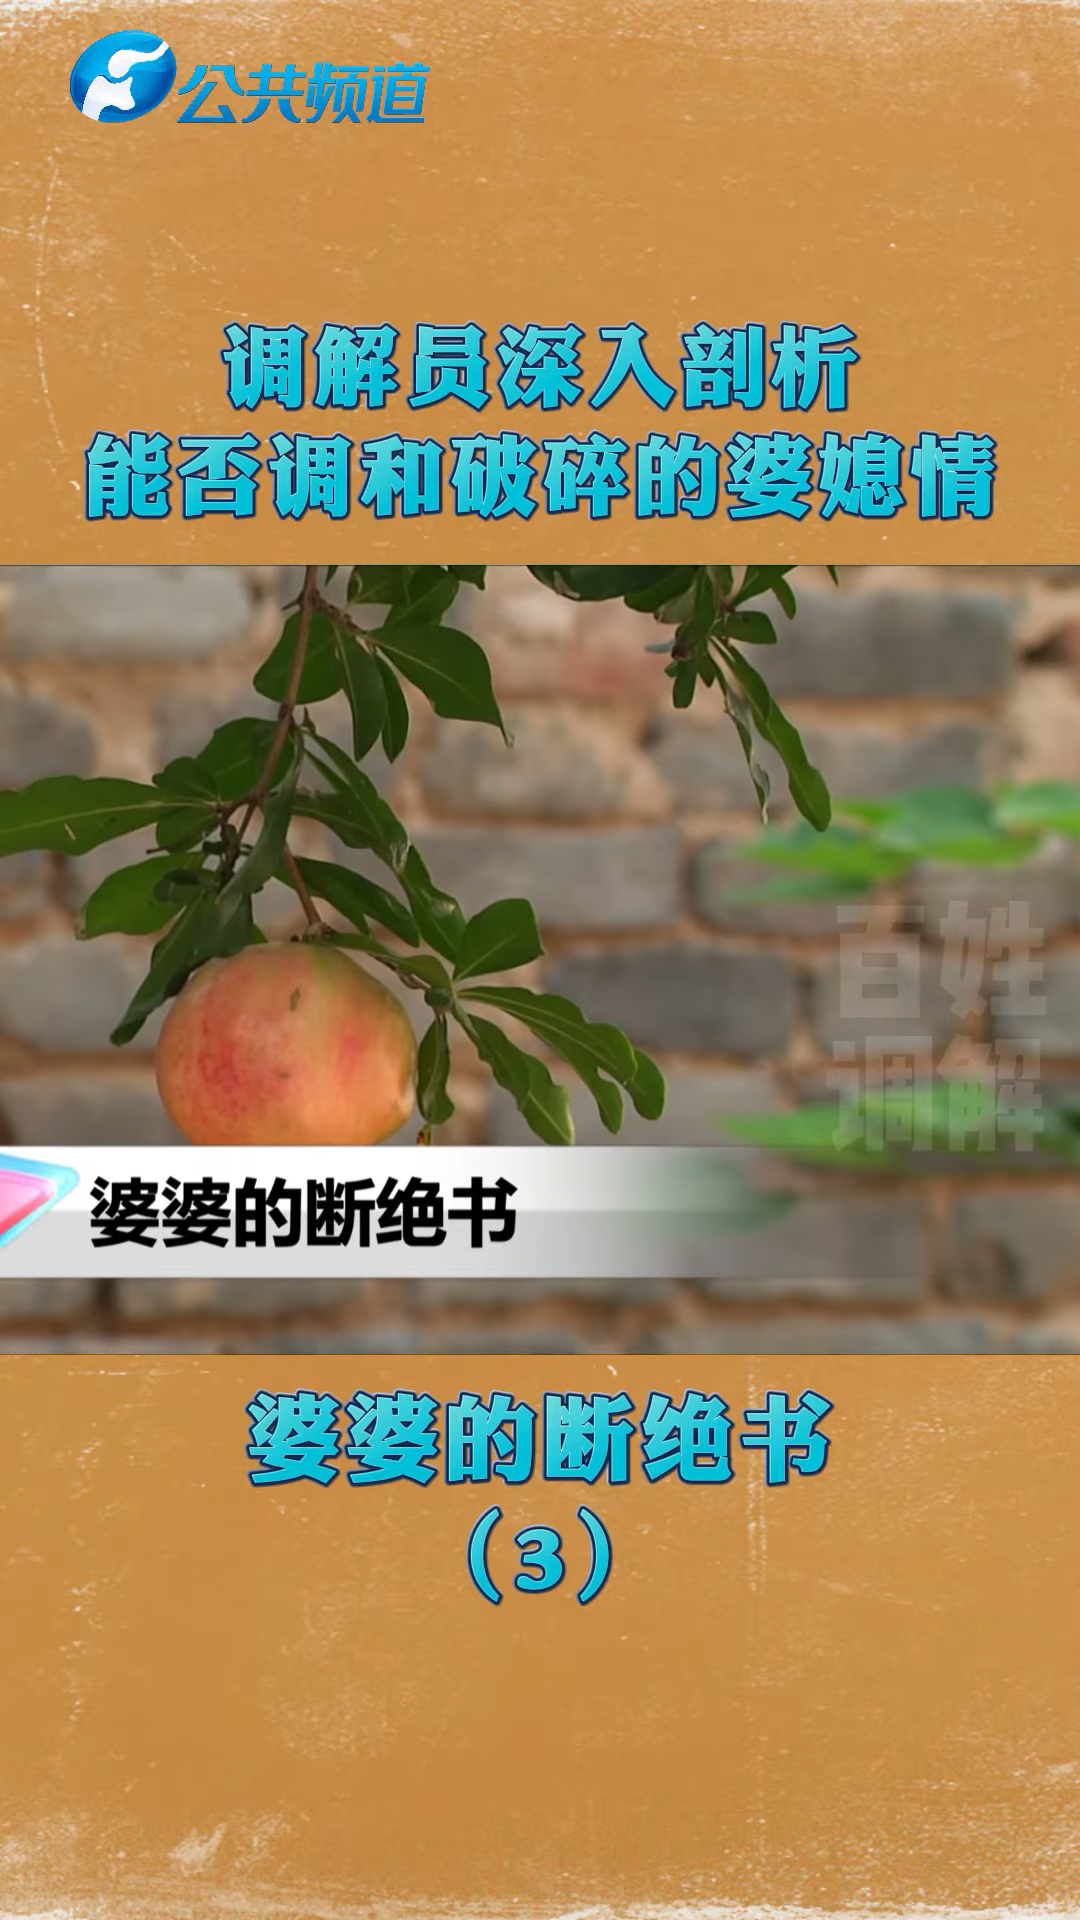 公共频道
调解员深入剖析
能否调和破碎的婆媳情
百姓
调解
婆婆的断绝书
婆婆的断绝书
（3）